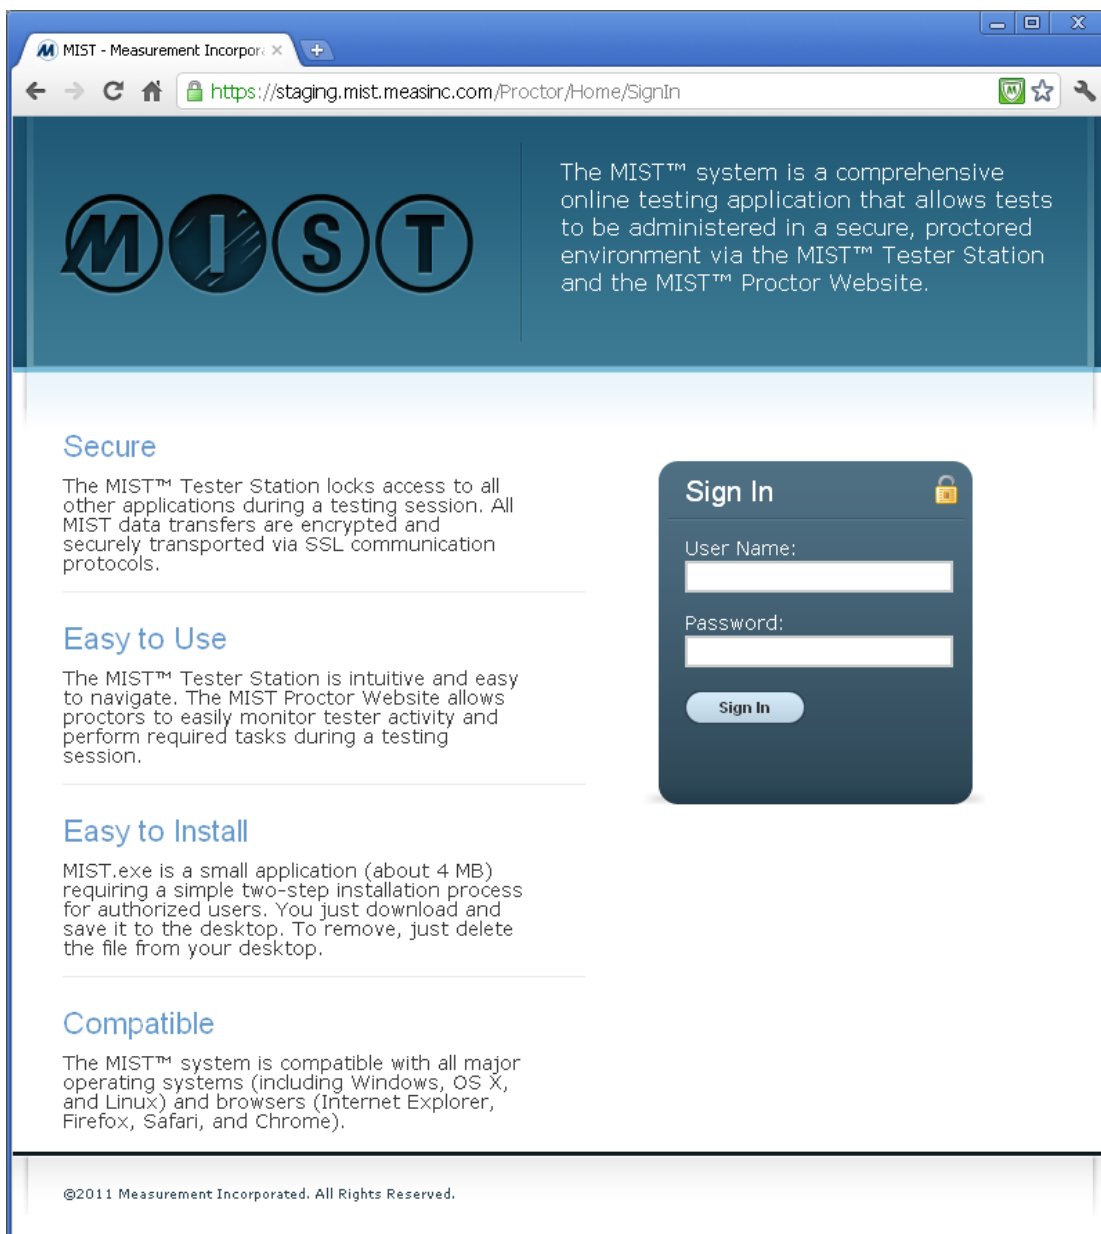 MIST - Measurement Incorpor
https://staging.mist.measinc.com/Proctor/Home/SignIn
MIST
The MIST™ system is a comprehensive
online testing application that allows tests
to be administered in a secure, proctored
environment via the MIST™ Tester Station
and the MIST™ Proctor Website.
Secure
The MIST™ Tester Station locks access to all
other applications during a testing session. All
MIST data transfers are encrypted and
securely transported via SSL communication
protocols.
Easy to Use
The MIST™ Tester Station is intuitive and easy
to navigate. The MIST Proctor Website allows
proctors to easily monitor tester activity and
perform required tasks during a testing
session.
Easy to Install
MIST.exe is a small application (about 4 MB)
requiring a simple two-step installation process
for authorized users. You just download and
save it to the desktop. To remove, just delete
the file from your desktop.
Compatible
The MIST™ system is compatible with all major
operating systems (including Windows, OS X,
and Linux) and browsers (Internet Explorer,
Firefox, Safari, and Chrome).
Sign In
User Name:
Password:
Sign In
©2011 Measurement Incorporated. All Rights Reserved.